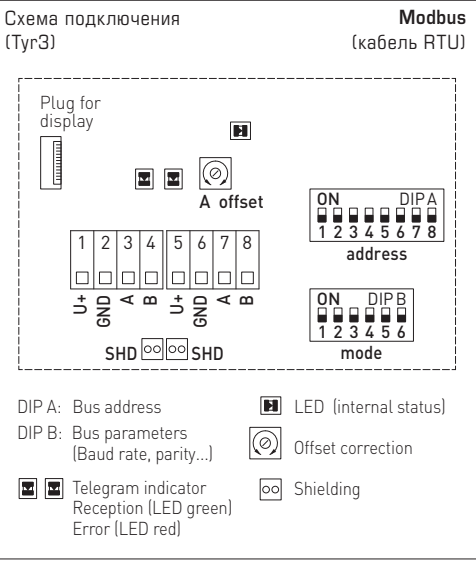 Схема подключения
Modbus
(Tyr3)
(кабель RTU)
Plug for
display
A offset
ON DIP A
1 2 3 4 5 6 7 8
address
1 2 3 4 5 6 7 8
U+ GND A B U+ GND A B
ON DIP B
1 2 3 4 5 6
mode
SHD SHD
DIP A: Bus address
DIP B: Bus parameters
(Baud rate, parity...)
Telegram indicator
Reception (LED green)
Error (LED red)
LED (internal status)
Offset correction
Shielding